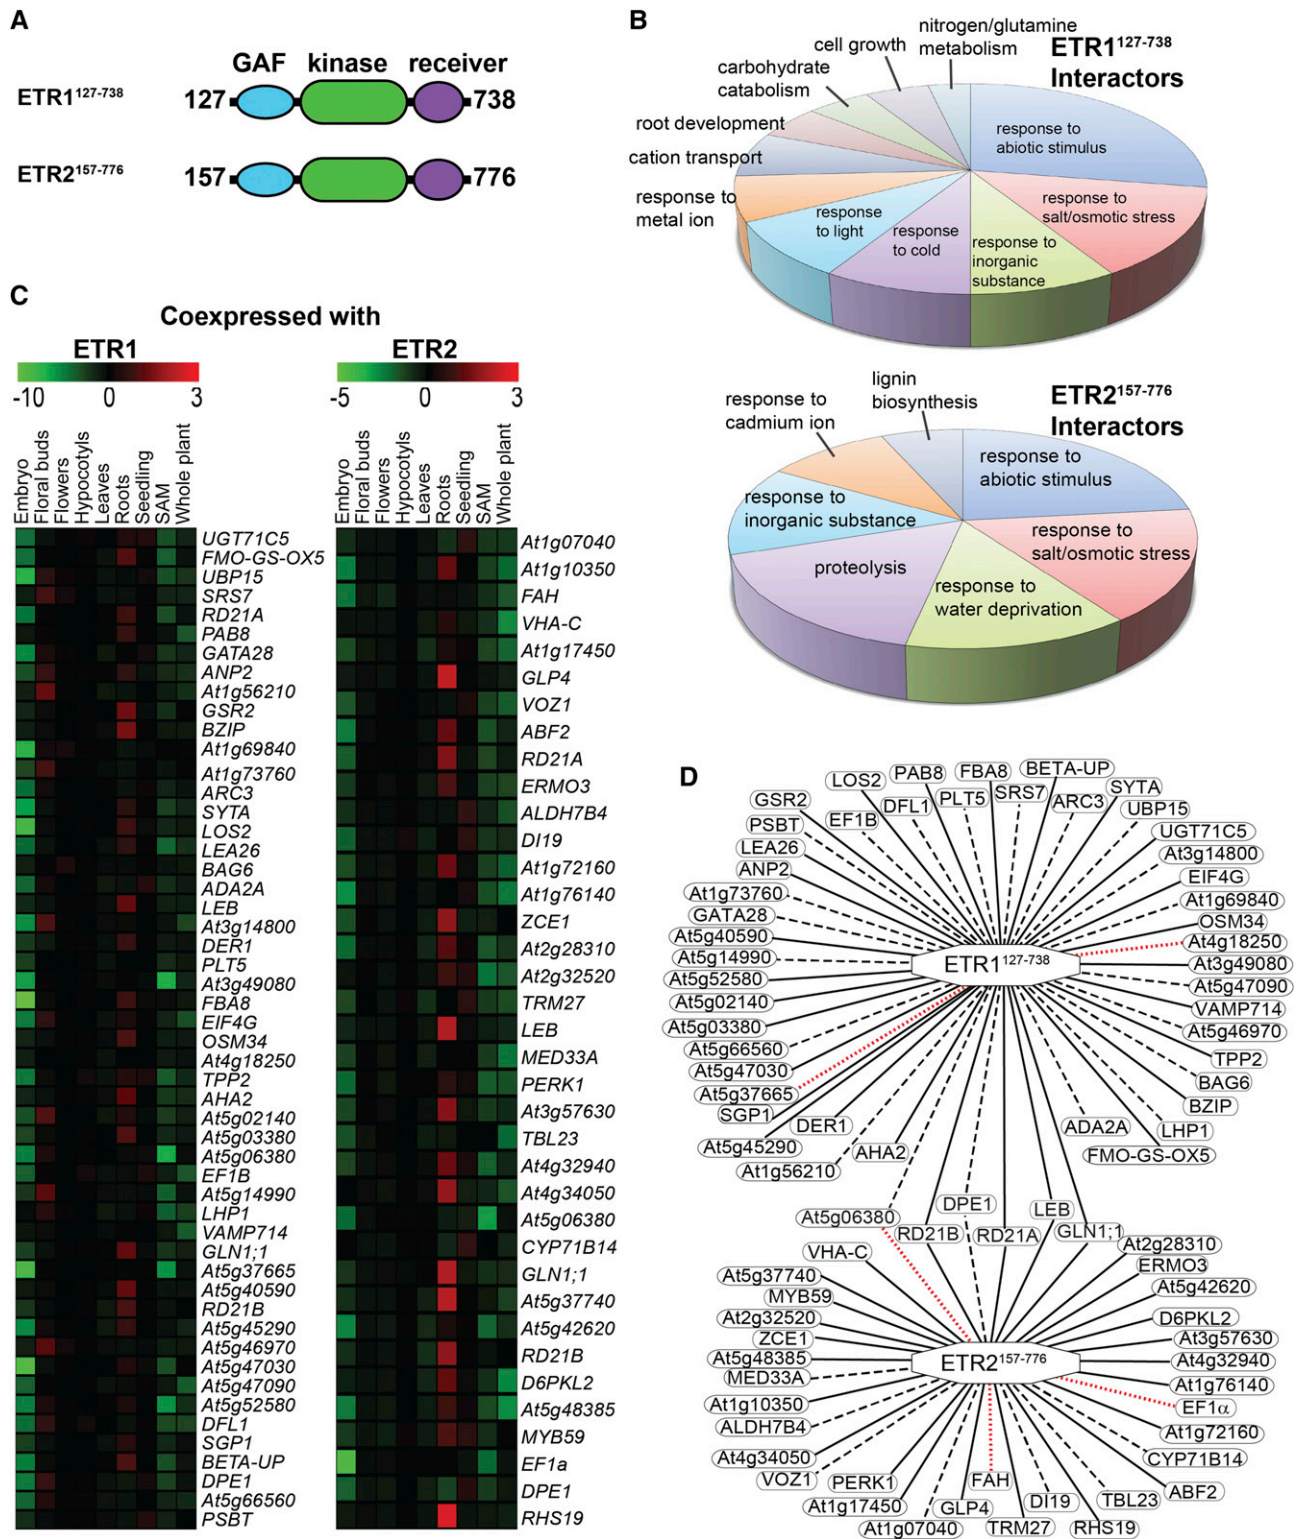 A
GAF kinase receiver
ETR1127-738
127 738
ETR2157-776
157 776
B
ETR1127-738
Interactors
nitrogen/glutamine
metabolism
cell growth
carbohydrate
catabolism
root development
cation transport
response to
metal ion
response
to light
response
to cold
response to
inorganic
substance
response to
salt/osmotic stress
response to
abiotic stimulus
ETR2157-776
Interactors
lignin
biosynthesis
response to
cadmium ion
response to
inorganic substance
proteolysis
response to
water deprivation
response to
salt/osmotic stress
response to
abiotic stimulus
C
Coexpressed with
ETR1
-10 0 3
Embryo
Floral buds
Flowers
Hypocotyls
Leaves
Roots
Seedling
SAM
Whole plant
UGT71C5
FMO-GS-OX5
UBP15
SRS7
RD21A
PAB8
GATA28
ANP2
At1g56210
GSR2
BZIP
At1g69840
At1g73760
ARC3
SYTA
LOS2
LEA26
BAG6
ADA2A
LEB
At3g14800
DER1
PLT5
At3g49080
FBA8
EIF4G
OSM34
At4g18250
TPP2
AHA2
At5g02140
At5g03380
At5g06380
EF1B
At5g14990
LHP1
VAMP714
GLN1;1
At5g37665
At5g40590
RD21B
At5g45290
At5g46970
At5g47030
At5g47090
At5g52580
DFL1
SGP1
BETA-UP
DPE1
At5g66560
PSBT
ETR2
-5 0 3
Embryo
Floral buds
Flowers
Hypocotyls
Leaves
Roots
Seedling
SAM
Whole plant
At1g07040
At1g10350
FAH
VHA-C
At1g17450
GLP4
VOZ1
ABF2
RD21A
ERMO3
ALDH7B4
DI19
At1g72160
At1g76140
ZCE1
At2g28310
At2g32520
TRM27
LEB
MED33A
PERK1
At3g57630
TBL23
At4g32940
At4g34050
At5g06380
CYP71B14
GLN1;1
At5g37740
At5g42620
RD21B
D6PKL2
At5g48385
MYB59
EF1a
DPE1
RHS19
D
ETR1127-738
BETA-UP
FBA8
PAB8
LOS2
GSR2
SRS7
PLT5
DFL1
EF1B
PSBT
LEA26
ANP2
At1g73760
GATA28
At5g40590
At5g14990
At5g52580
At5g02140
At5g03380
At5g66560
At5g47030
At5g37665
SGP1
At5g45290
DER1
At1g56210
AHA2
ARC3
SYTA
UBP15
UGT71C5
At3g14800
EIF4G
At1g69840
OSM34
At4g18250
At3g49080
At5g47090
VAMP714
At5g46970
TPP2
BAG6
BZIP
LHP1
FMO-GS-OX5
ADA2A
At5g06380
RD21B
DPE1
RD21A
LEB
GLN1;1
ETR2157-776
VHA-C
At5g37740
MYB59
At2g32520
ZCE1
At5g48385
MED33A
At1g10350
ALDH7B4
At4g34050
VOZ1
PERK1
At1g17450
At1g07040
GLP4
FAH
TRM27
DI19
RHS19
TBL23
ABF2
CYP71B14
At1g72160
EF1α
At1g76140
At4g32940
At3g57630
D6PKL2
At5g42620
ERMO3
At2g28310